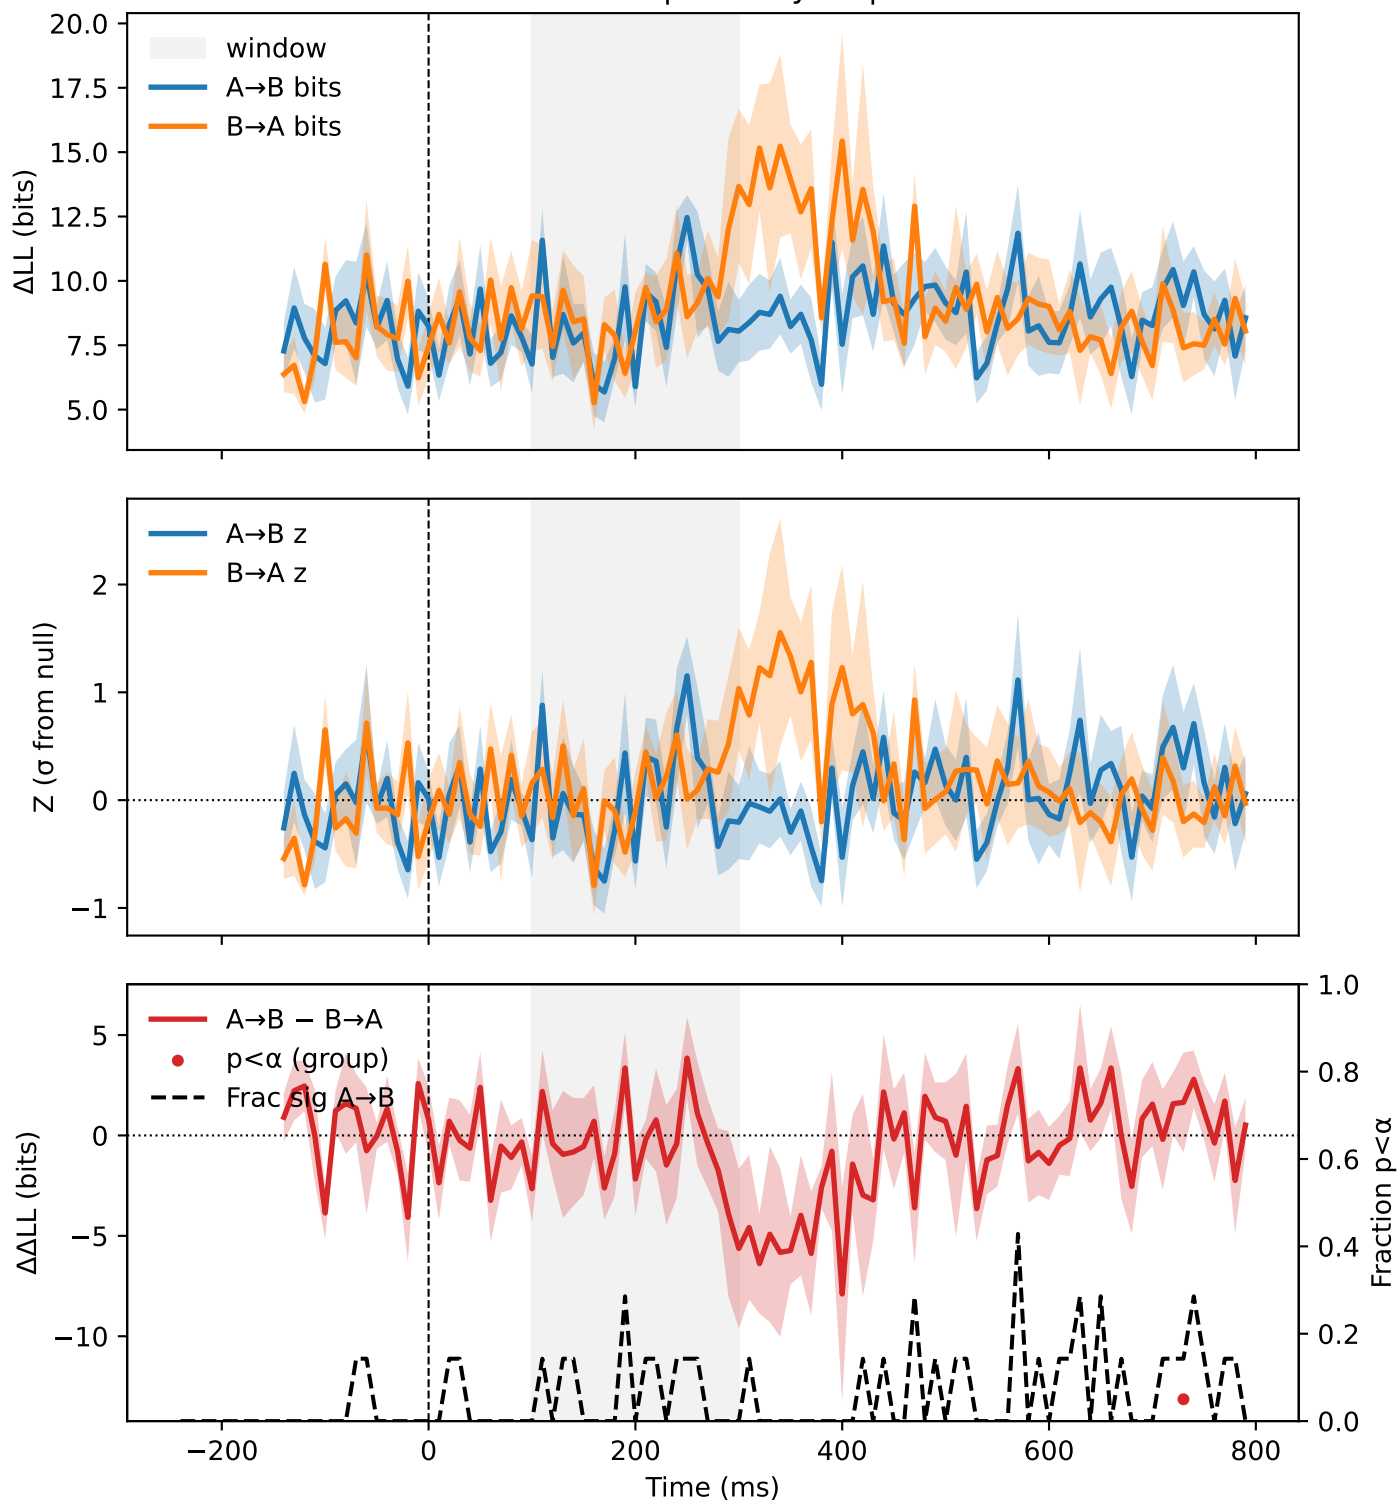 20.0
17.5
15.0
12.5
10.0
7.5
5.0
ΔLL (bits)
window
A→B bits
B→A bits
2
1
0
−1
Z (σ from null)
A→B z
B→A z
5
0
−5
−10
ΔΔLL (bits)
A→B − B→A
p<α (group)
Frac sig A→B
1.0
0.8
0.6
0.4
0.2
0.0
Fraction p<α
−200
0
200
400
600
800
Time (ms)